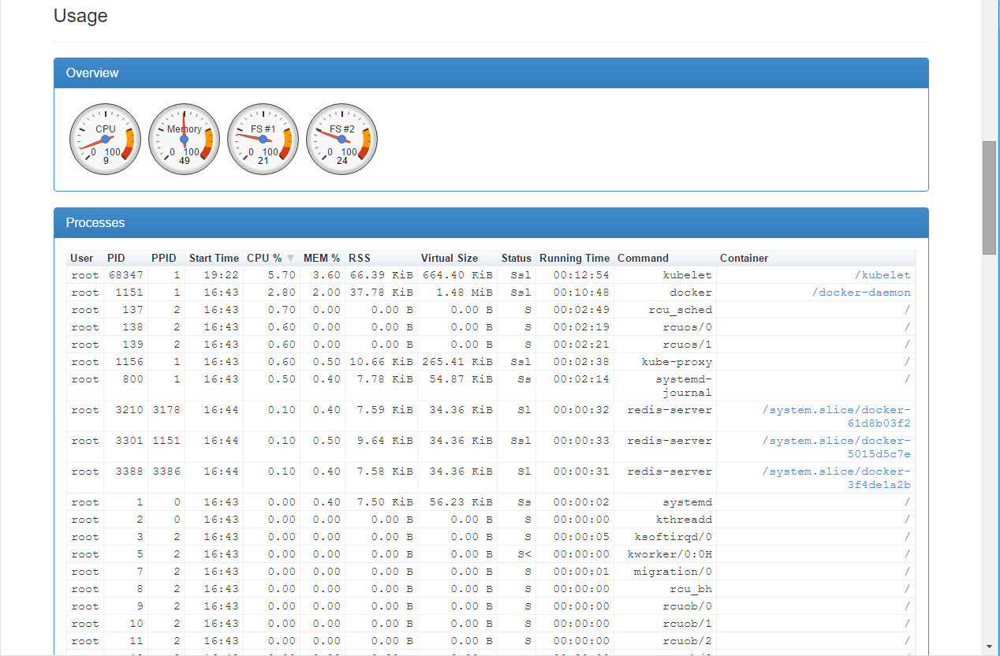 Usage
Overview
CPU Memory FS #1 FS #2
0 100 0 100 0 100 0 100
9 49 21 24
Processes
User PID PPID Start Time CPU % ▼ MEM % RSS Virtual Size Status Running Time Command Container
root 68347 1 19:22 5.70 3.60 66.39 KiB 664.40 KiB Ssl 00:12:54 kubelet /kubelet
root 1151 1 16:43 2.80 2.00 37.78 KiB 1.48 MiB Ssl 00:10:48 docker /docker-daemon
root 137 2 16:43 0.70 0.00 0.00 B 0.00 B S 00:02:49 rcu_sched /
root 138 2 16:43 0.60 0.00 0.00 B 0.00 B S 00:02:19 rcuos/0 /
root 139 2 16:43 0.60 0.00 0.00 B 0.00 B S 00:02:21 rcuos/1 /
root 1156 1 16:43 0.60 0.50 10.66 KiB 265.41 KiB Ssl 00:02:38 kube-proxy /
root 800 1 16:43 0.50 0.40 7.78 KiB 54.87 KiB Ss 00:02:14 systemd- /
journal
root 3210 3178 16:44 0.10 0.40 7.59 KiB 34.36 KiB Sl 00:00:32 redis-server /system.slice/docker-
61d8b03f2
root 3301 1151 16:44 0.10 0.50 9.64 KiB 34.36 KiB Ssl 00:00:33 redis-server /system.slice/docker-
5015d5c7e
root 3388 3386 16:44 0.10 0.40 7.58 KiB 34.36 KiB Sl 00:00:31 redis-server /system.slice/docker-
3f4de1a2b
root 1 0 16:43 0.00 0.40 7.50 KiB 56.23 KiB Ss 00:00:02 systemd /
root 2 0 16:43 0.00 0.00 0.00 B 0.00 B S 00:00:00 kthreadd /
root 3 2 16:43 0.00 0.00 0.00 B 0.00 B S 00:00:05 ksoftirqd/0 /
root 5 2 16:43 0.00 0.00 0.00 B 0.00 B S< 00:00:00 kworker/0:0H /
root 7 2 16:43 0.00 0.00 0.00 B 0.00 B S 00:00:01 migration/0 /
root 8 2 16:43 0.00 0.00 0.00 B 0.00 B S 00:00:00 rcu_bh /
root 9 2 16:43 0.00 0.00 0.00 B 0.00 B S 00:00:00 rcuob/0 /
root 10 2 16:43 0.00 0.00 0.00 B 0.00 B S 00:00:00 rcuob/1 /
root 11 2 16:43 0.00 0.00 0.00 B 0.00 B S 00:00:00 rcuob/2 /